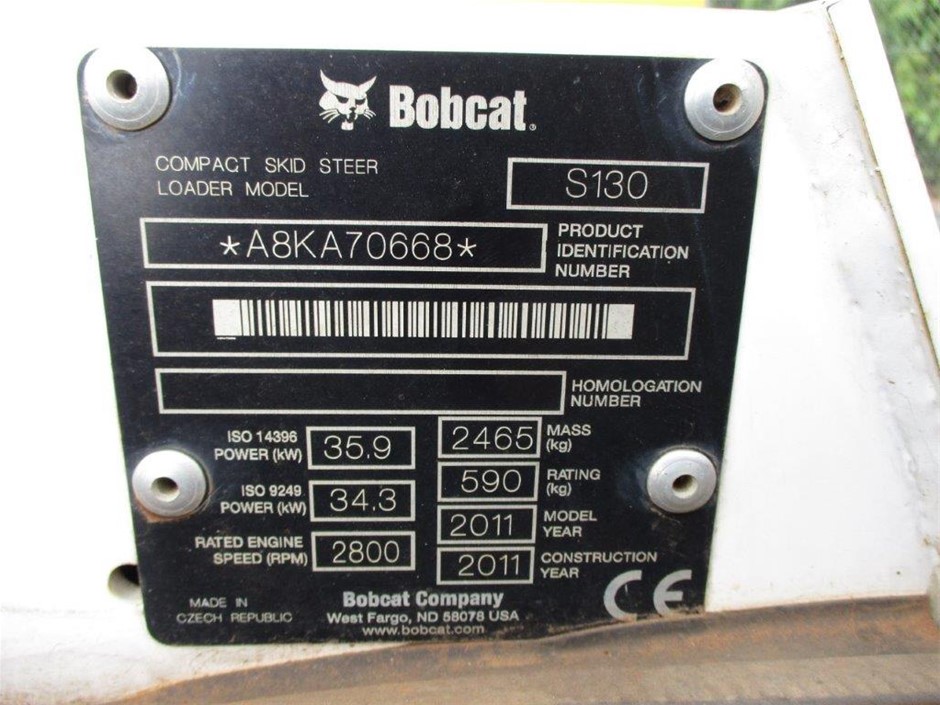 Bobcat®
COMPACT SKID STEER
LOADER MODEL
S130
*A8KA70668*
PRODUCT
IDENTIFICATION
NUMBER
HOMOLOGATION
NUMBER
ISO 14396
POWER (kW)
35.9
2465
MASS
(kg)
ISO 9249
POWER (kW)
34.3
590
RATING
(kg)
2011
MODEL
YEAR
RATED ENGINE
SPEED (RPM)
2800
2011
CONSTRUCTION
YEAR
MADE IN
CZECH REPUBLIC
Bobcat Company
West Fargo, ND 58078 USA
www.bobcat.com
CE